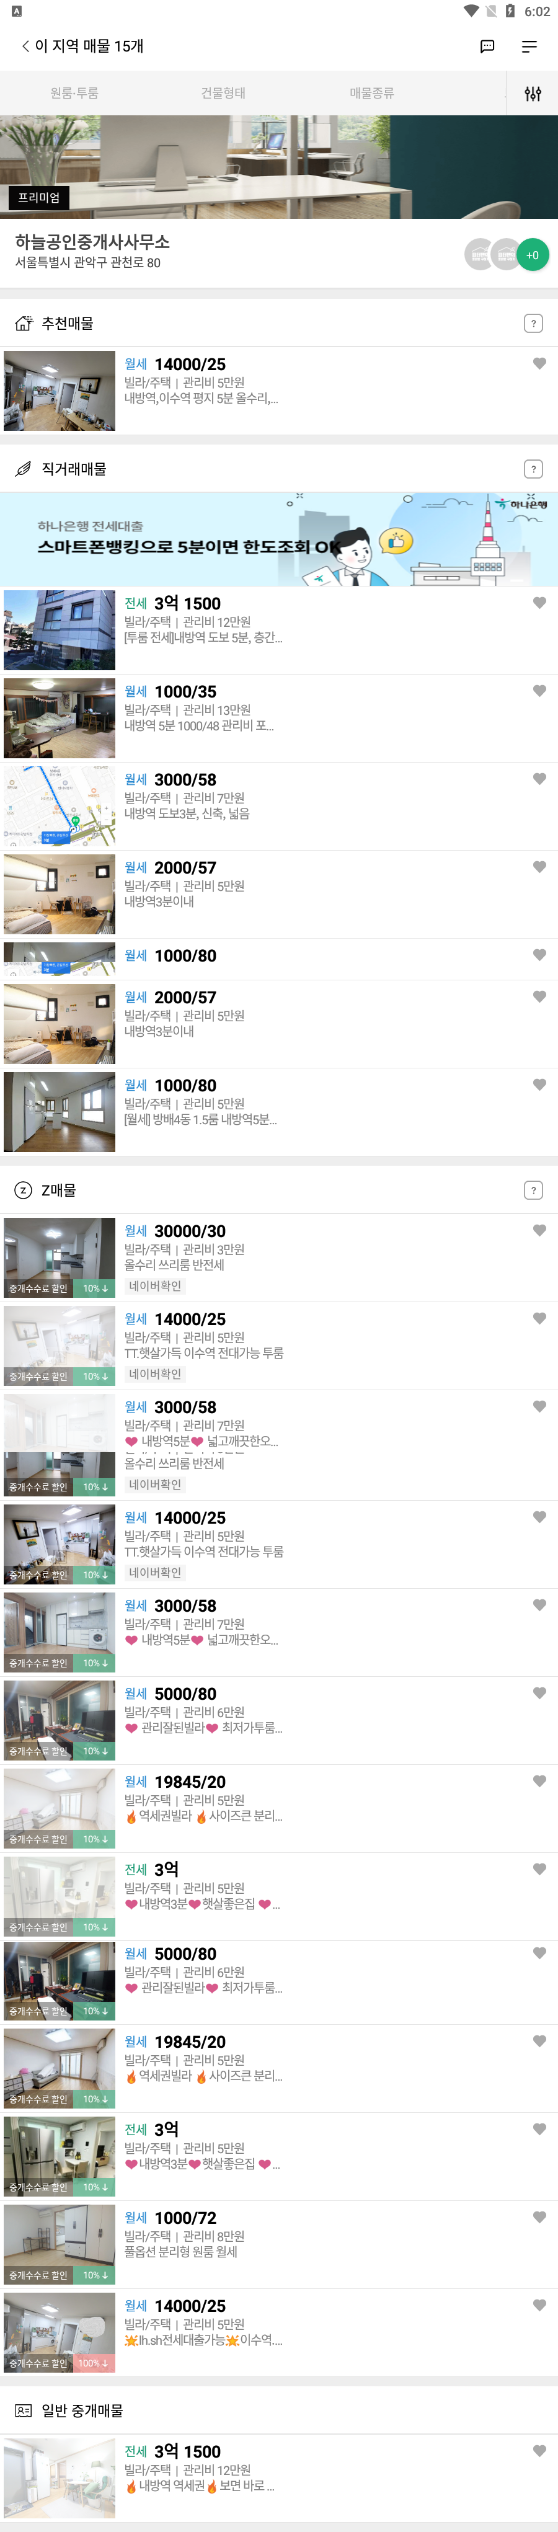 6:02
이 지역 매물 15개
원룸·투룸
건물형태
매물종류
프리미엄
하늘공인중개사사무소
서울특별시 관악구 관천로 80
+0
추천매물
?
월세 14000/25
빌라/주택 | 관리비 5만원
내방역,이수역 평지 5분 올수리,...
직거래매물
?
하나은행 전세대출
스마트폰뱅킹으로 5분이면 한도조회 OK
하나은행
전세 3억 1500
빌라/주택 | 관리비 12만원
[투룸 전세]내방역 도보 5분, 층간...
월세 1000/35
빌라/주택 | 관리비 13만원
내방역 5분 1000/48 관리비 포...
월세 3000/58
빌라/주택 | 관리비 7만원
내방역 도보3분, 신축, 넓음
월세 2000/57
빌라/주택 | 관리비 5만원
내방역3분이내
월세 1000/80
월세 2000/57
빌라/주택 | 관리비 5만원
내방역3분이내
월세 1000/80
빌라/주택 | 관리비 5만원
[월세] 방배4동 1.5룸 내방역5분...
Z매물
?
월세 30000/30
빌라/주택 | 관리비 3만원
올수리 쓰리룸 반전세
중개수수료 할인 10%↓
네이버확인
월세 14000/25
빌라/주택 | 관리비 5만원
TT.햇살가득 이수역 전대가능 투룸
중개수수료 할인 10%↓
네이버확인
월세 3000/58
빌라/주택 | 관리비 7만원
💗 내방역5분💗 넓고깨끗한오...
올수리 쓰리룸 반전세
중개수수료 할인 10%↓
네이버확인
월세 14000/25
빌라/주택 | 관리비 5만원
TT.햇살가득 이수역 전대가능 투룸
중개수수료 할인 10%↓
네이버확인
월세 3000/58
빌라/주택 | 관리비 7만원
💗 내방역5분💗 넓고깨끗한오...
중개수수료 할인 10%↓
월세 5000/80
빌라/주택 | 관리비 6만원
💗 관리잘된빌라💗 최저가투룸...
중개수수료 할인 10%↓
월세 19845/20
빌라/주택 | 관리비 5만원
🔥역세권빌라 🔥사이즈큰 분리...
중개수수료 할인 10%↓
전세 3억
빌라/주택 | 관리비 5만원
💗내방역3분💗햇살좋은집 💗...
중개수수료 할인 10%↓
월세 5000/80
빌라/주택 | 관리비 6만원
💗 관리잘된빌라💗 최저가투룸...
중개수수료 할인 10%↓
월세 19845/20
빌라/주택 | 관리비 5만원
🔥역세권빌라 🔥사이즈큰 분리...
중개수수료 할인 10%↓
전세 3억
빌라/주택 | 관리비 5만원
💗내방역3분💗햇살좋은집 💗...
중개수수료 할인 10%↓
월세 1000/72
빌라/주택 | 관리비 8만원
풀옵션 분리형 원룸 월세
중개수수료 할인 10%↓
월세 14000/25
빌라/주택 | 관리비 5만원
💥lh.sh전세대출가능💥이수역....
중개수수료 할인 100%↓
일반 중개매물
전세 3억 1500
빌라/주택 | 관리비 12만원
🔥내방역 역세권🔥보면 바로 ...